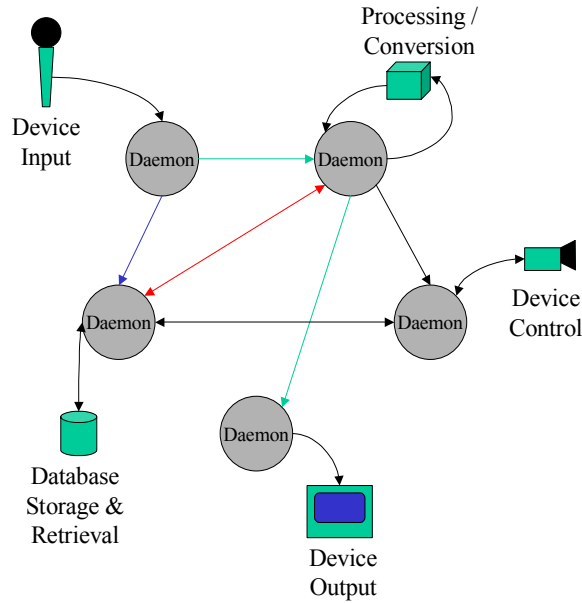 Processing /
Conversion
Device
Input
Daemon
Daemon
Device
Control
Daemon
Daemon
Daemon
Database
Storage &
Retrieval
Device
Output